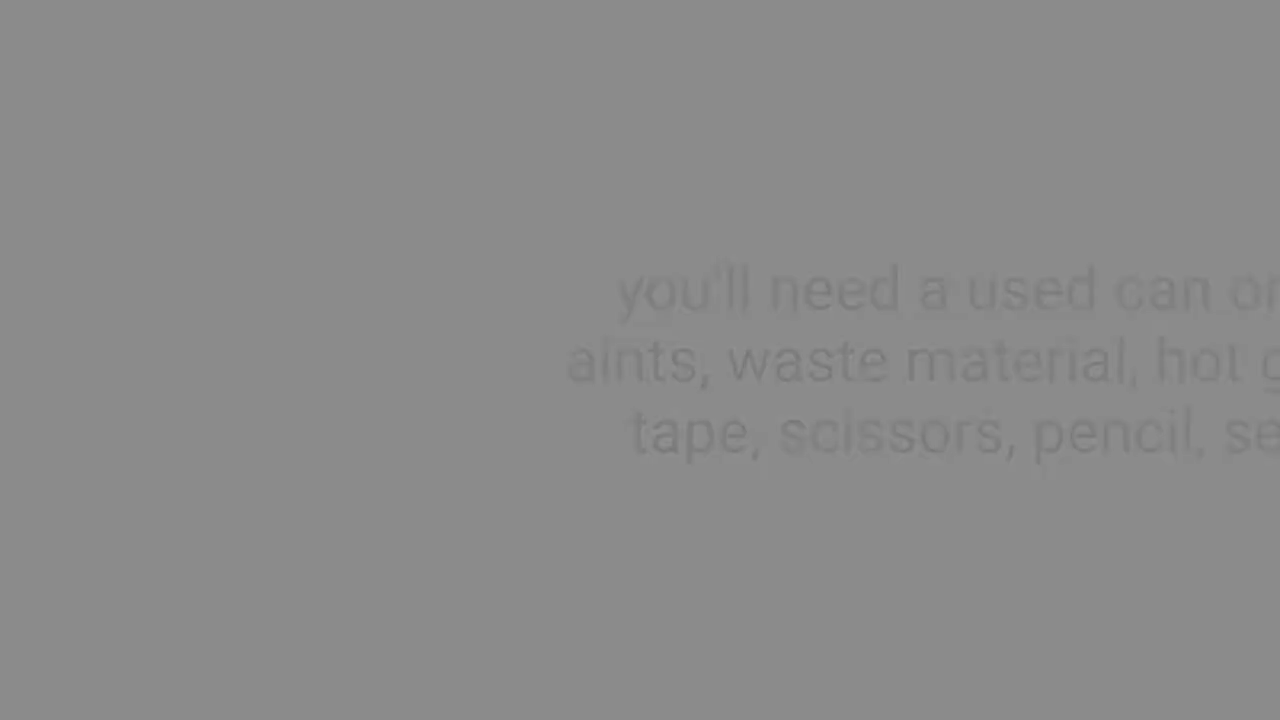 you'll need a used can or
aints, waste material, hot g
tape, scissors, pencil, se